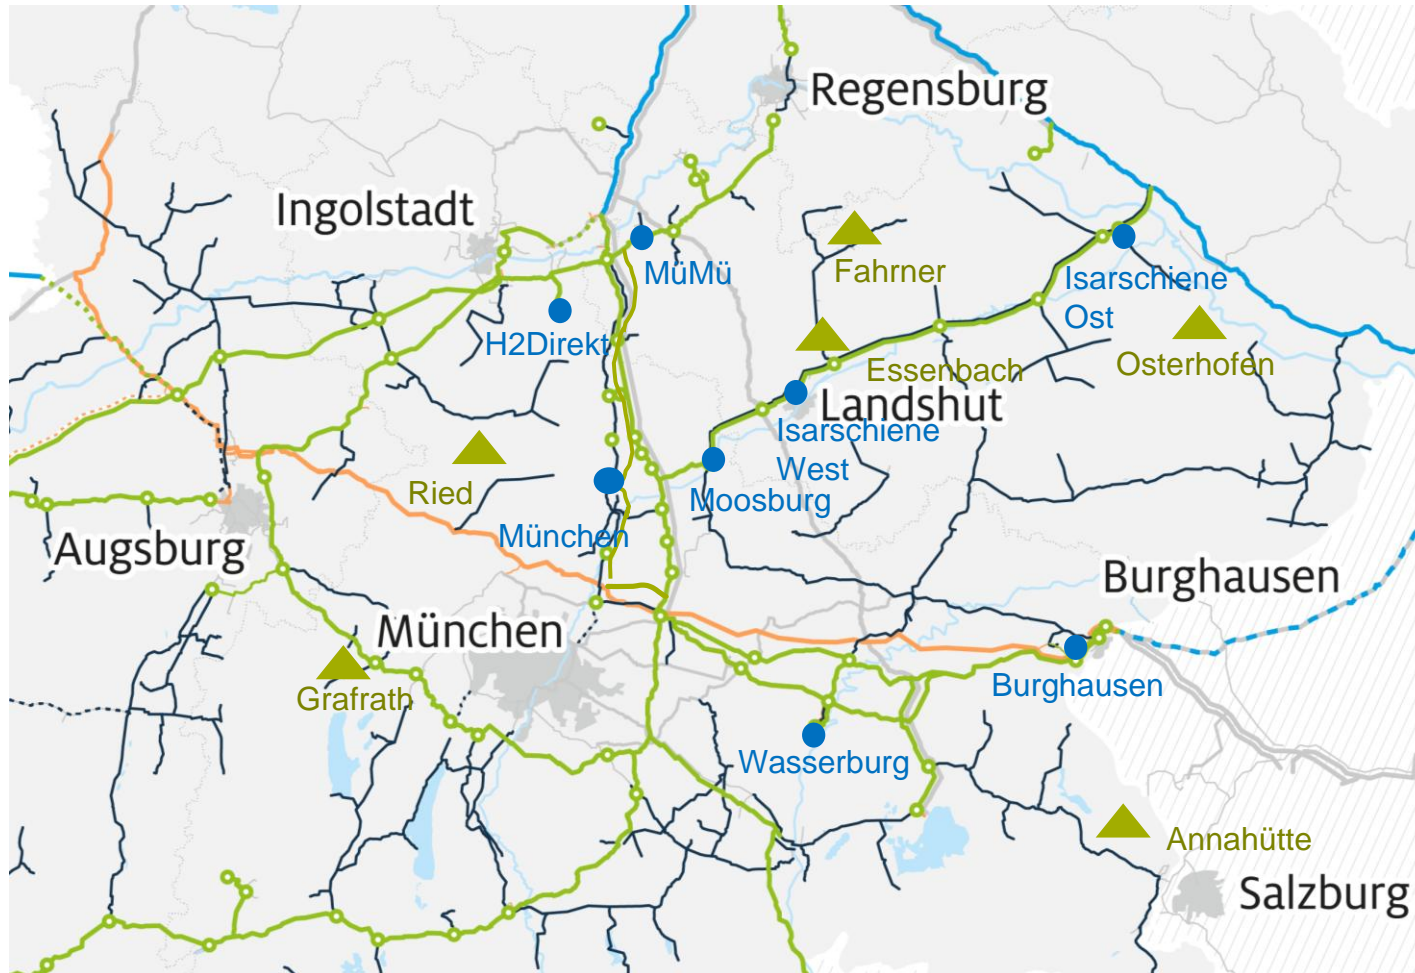 Regensburg
Ingolstadt
MüMü
Fahrner
Isarschiene
Ost
H2Direkt
Essenbach
Osterhofen
Landshut
Isarschiene
West
Ried
Moosburg
München
Augsburg
Burghausen
München
Grafrath
Burghausen
Wasserburg
Annahütte
Salzburg